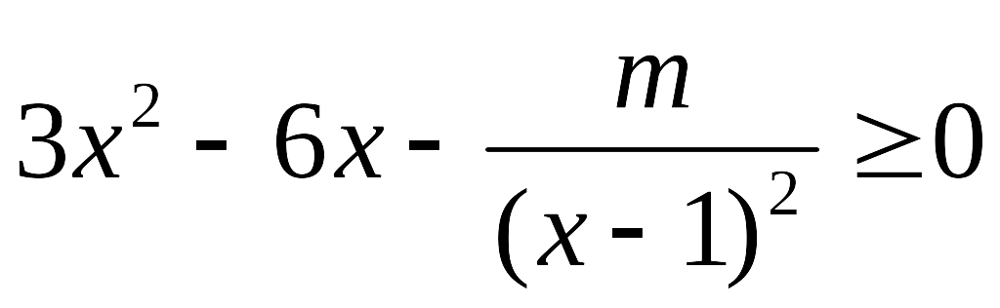 3x² - 6x - m/(x - 1)² ≥0